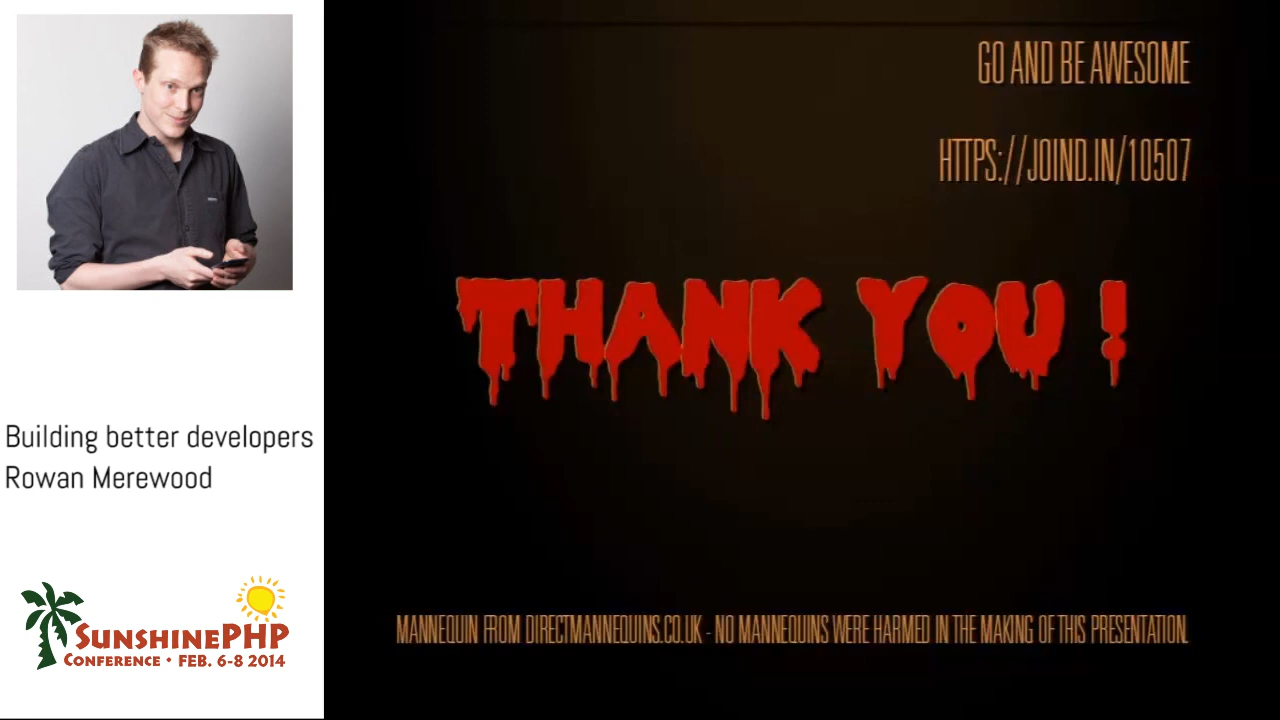 GO AND BE AWESOME
HTTPS://JOIND.IN/10507
THANK YOU !
MANNEQUIN FROM DIRECTMANNEQUINS.CO.UK - NO MANNEQUINS WERE HARMED IN THE MAKING OF THIS PRESENTATION.
Building better developers
Rowan Merewood
SUNSHINEPHP
CONFERENCE • FEB. 6-8 2014